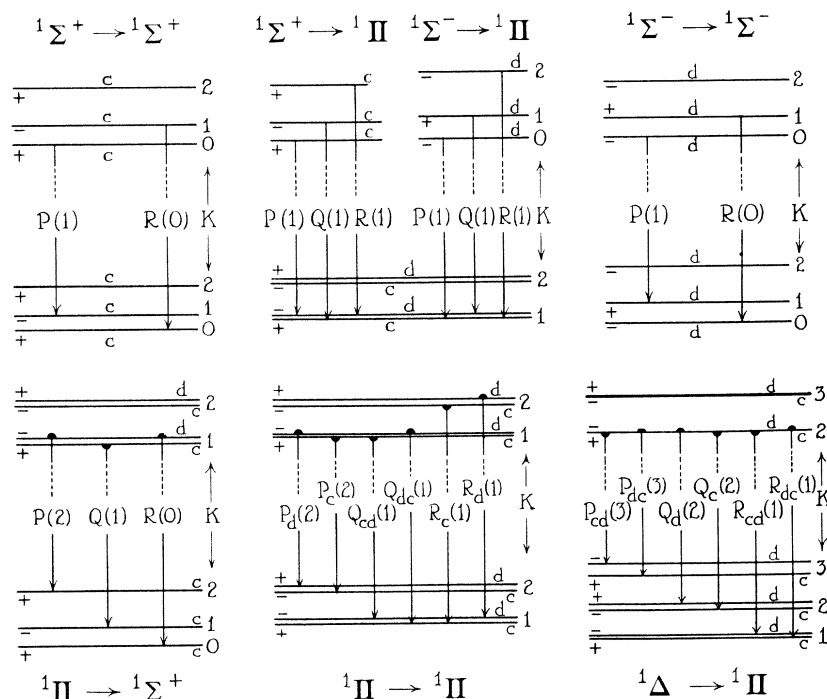 ¹Σ⁺ → ¹Σ⁺
¹Σ⁺ → ¹Π ¹Σ⁻ → ¹Π
¹Σ⁻ → ¹Σ⁻
+ c 2
− c 1
+ c 0
P(1) R(0) K
+ c 2
− c 1
+ c 0
+ c
− c
+ c
− d 2
+ d 1
− d 0
P(1) Q(1) R(1) P(1) Q(1) R(1) K
+ d
− c 2
− d
+ c 1
− d 2
+ d 1
− d 0
P(1) R(0) K
− d 2
+ d 1
− d 0
+ d
− c 2
− d
+ c 1
P(2) Q(1) R(0) K
+ c 2
− c 1
+ c 0
¹Π → ¹Σ⁺
+ d
− c 2
− d
+ c 1
P_d(2) P_c(2) Q_cd(1) Q_dc(1) R_c(1) R_d(1) K
+ d
− c 2
− d
+ c 1
¹Π → ¹Π
+ d
− c 3
− d
+ c 2
P_cd(3) P_dc(3) Q_d(2) Q_c(2) R_cd(1) R_dc(1) K
− d
+ c 3
+ d
− c 2
− d
+ c 1
¹Δ → ¹Π